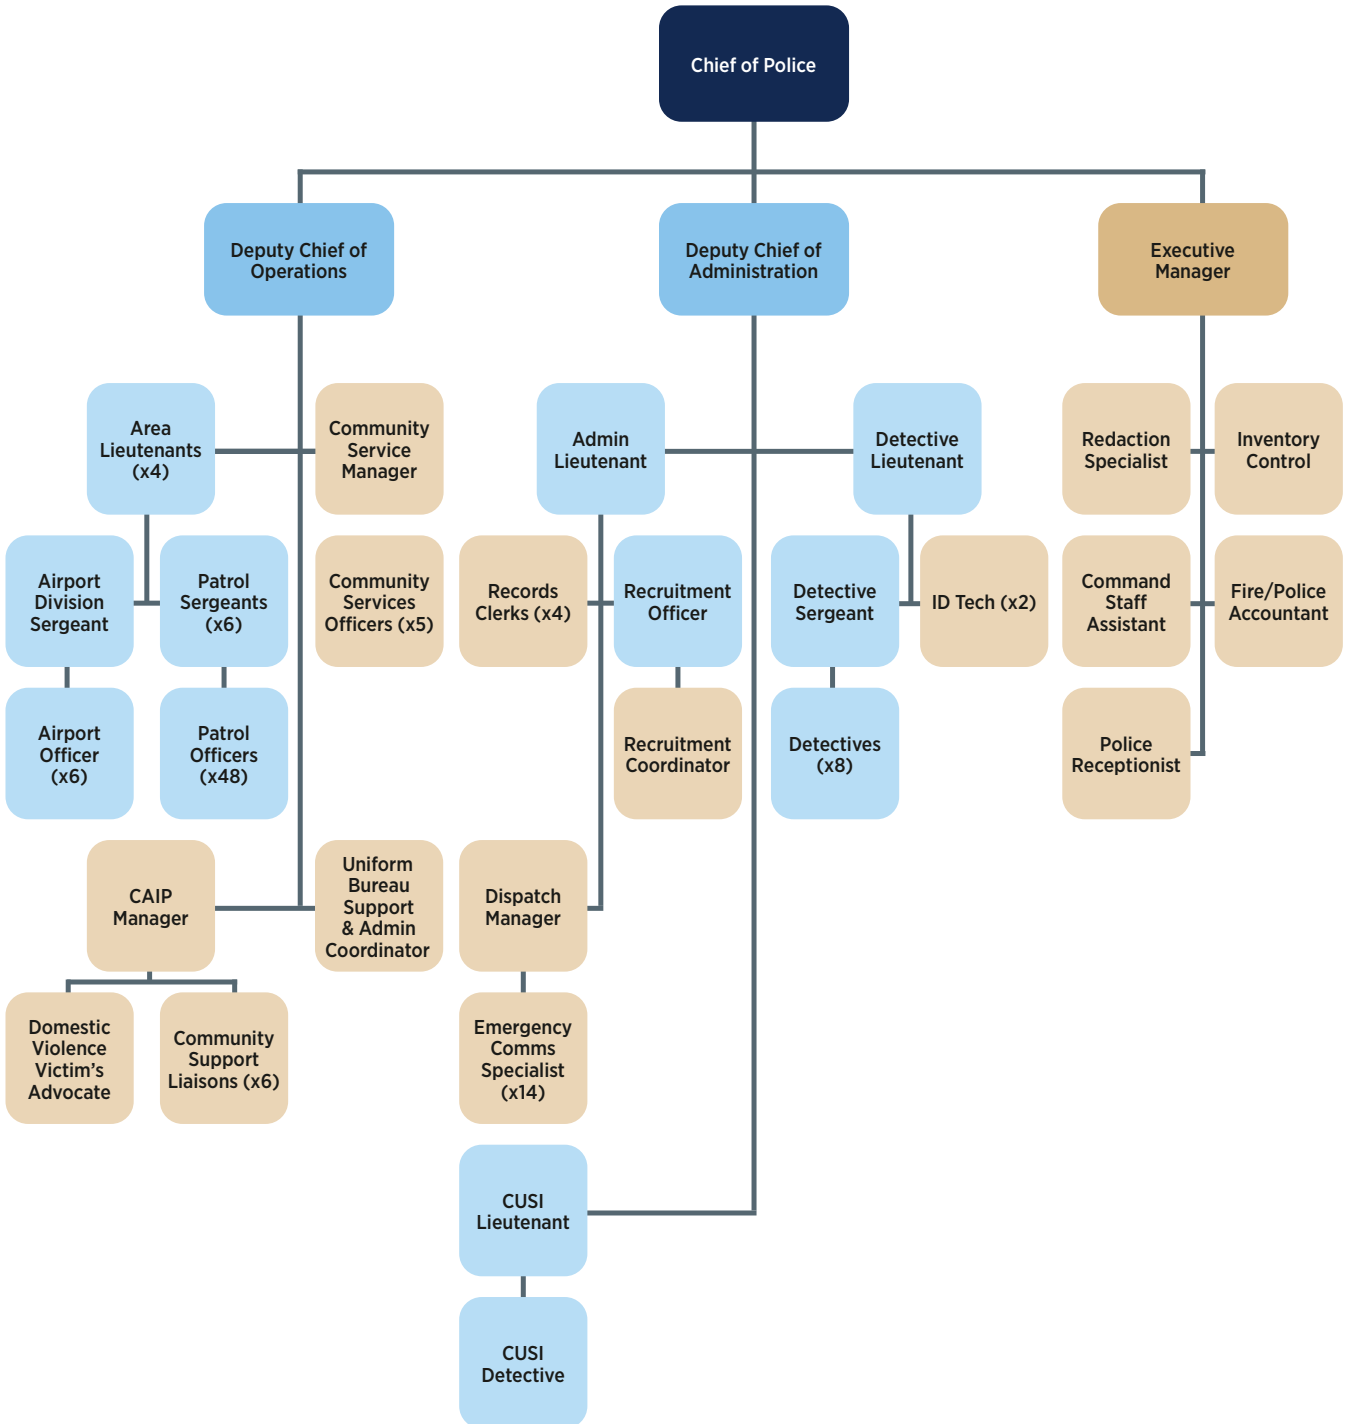 Chief of Police
Deputy Chief of
Operations
Deputy Chief of
Administration
Executive
Manager
Area
Lieutenants
(x4)
Community
Service
Manager
Admin
Lieutenant
Detective
Lieutenant
Redaction
Specialist
Inventory
Control
Airport
Division
Sergeant
Patrol
Sergeants
(x6)
Community
Services
Officers (x5)
Records
Clerks (x4)
Recruitment
Officer
Detective
Sergeant
ID Tech (x2)
Command
Staff
Assistant
Fire/Police
Accountant
Airport
Officer
(x6)
Patrol
Officers
(x48)
Recruitment
Coordinator
Detectives
(x8)
Police
Receptionist
CAIP
Manager
Uniform
Bureau
Support
& Admin
Coordinator
Dispatch
Manager
Domestic
Violence
Victim's
Advocate
Community
Support
Liaisons (x6)
Emergency
Comms
Specialist
(x14)
CUSI
Lieutenant
CUSI
Detective